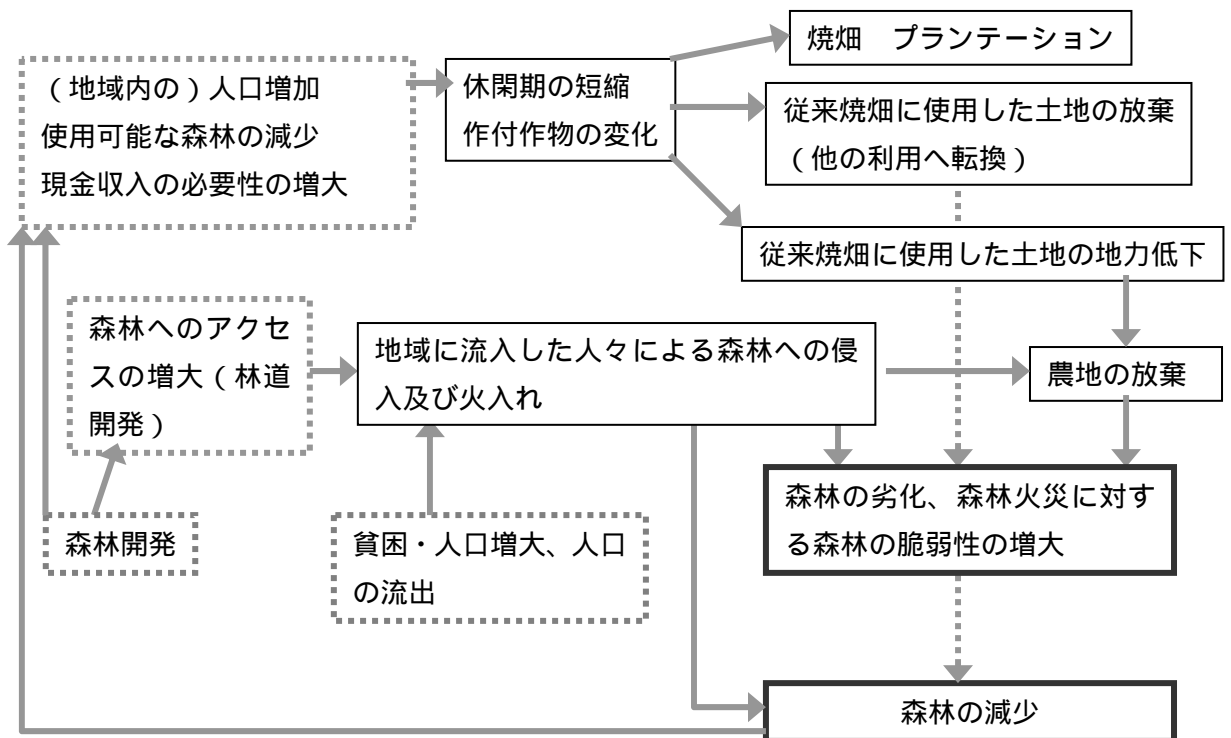 焼畑　プランテーション
（地域内の）人口増加
使用可能な森林の減少
現金収入の必要性の増大
休閑期の短縮
作付作物の変化
従来焼畑に使用した土地の放棄
（他の利用へ転換）
従来焼畑に使用した土地の地力低下
森林へのアクセ
スの増大（林道
開発）
地域に流入した人々による森林への侵
入及び火入れ
農地の放棄
森林開発
貧困・人口増大、人口
の流出
森林の劣化、森林火災に対す
る森林の脆弱性の増大
森林の減少